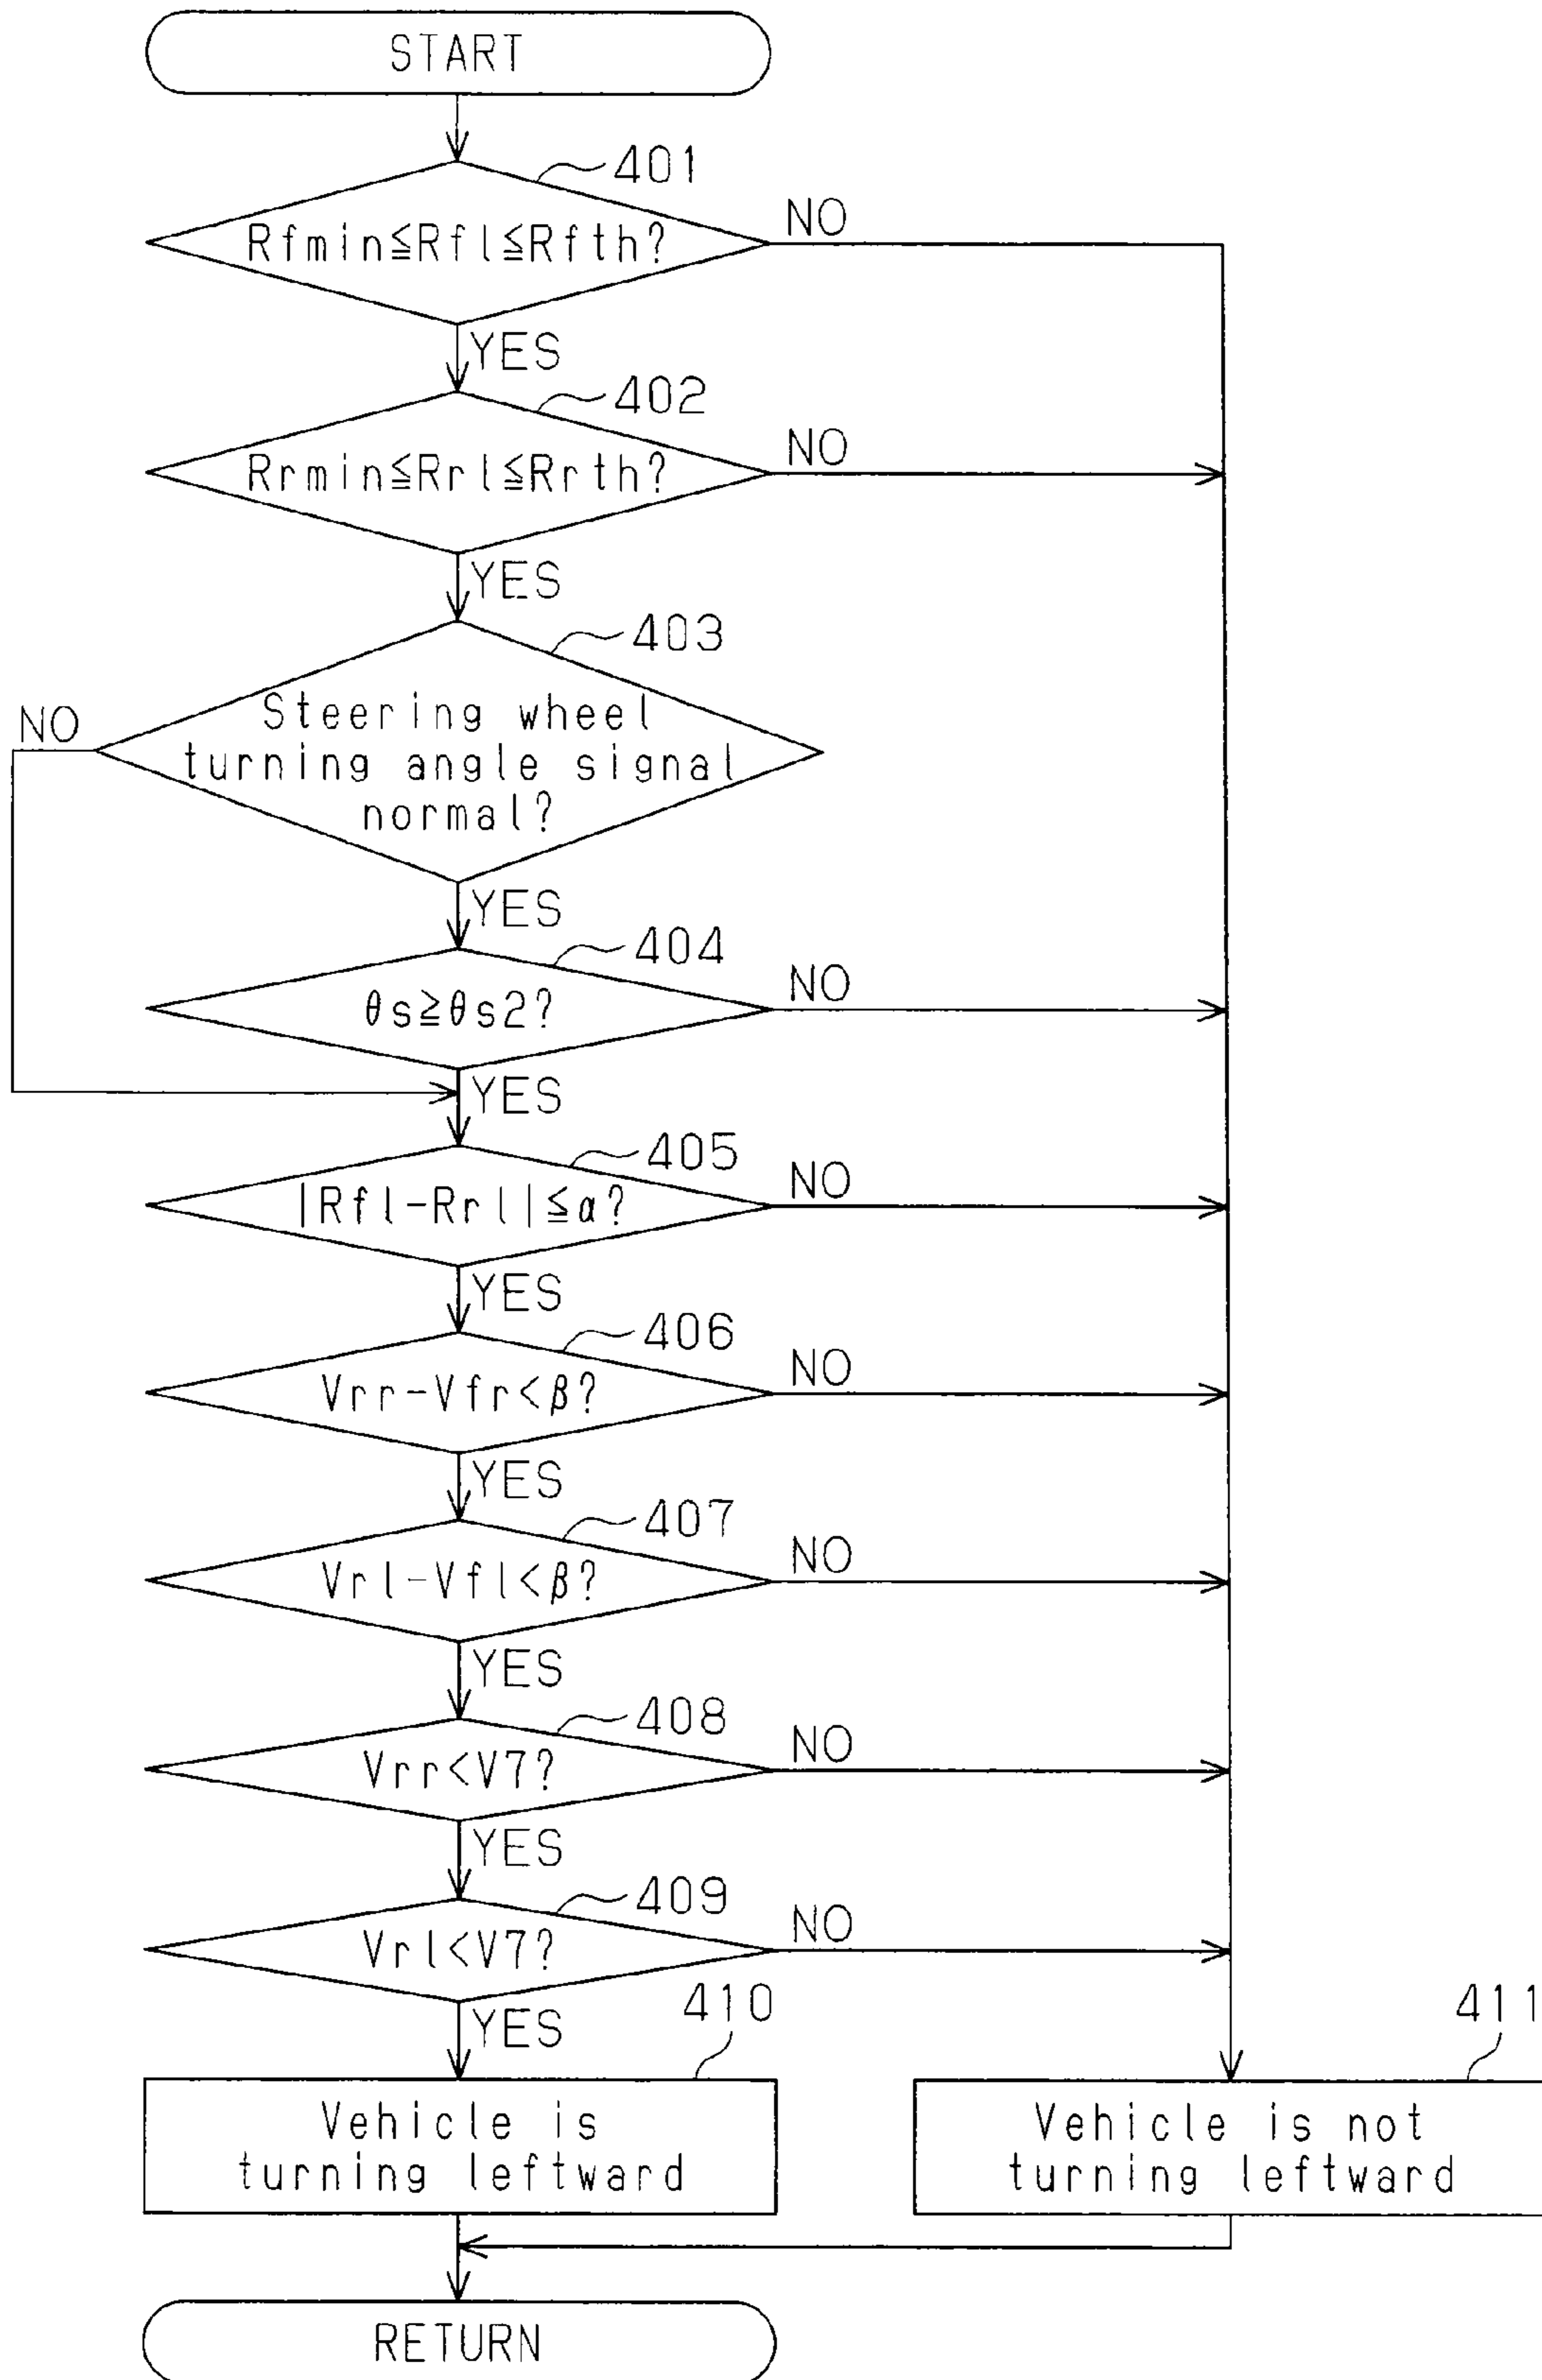 START
401
Rfmin≦Rfl≦Rfth?
NO
YES
402
Rrmin≦Rrl≦Rrth?
NO
YES
403
Steering wheel
turning angle signal
normal?
NO
YES
404
θs≧θs2?
NO
YES
405
|Rfl-Rrl|≦α?
NO
YES
406
Vrr-Vfr<β?
NO
YES
407
Vrl-Vfl<β?
NO
YES
408
Vrr<V7?
NO
YES
409
Vrl<V7?
NO
YES
410
Vehicle is
turning leftward
411
Vehicle is not
turning leftward
RETURN